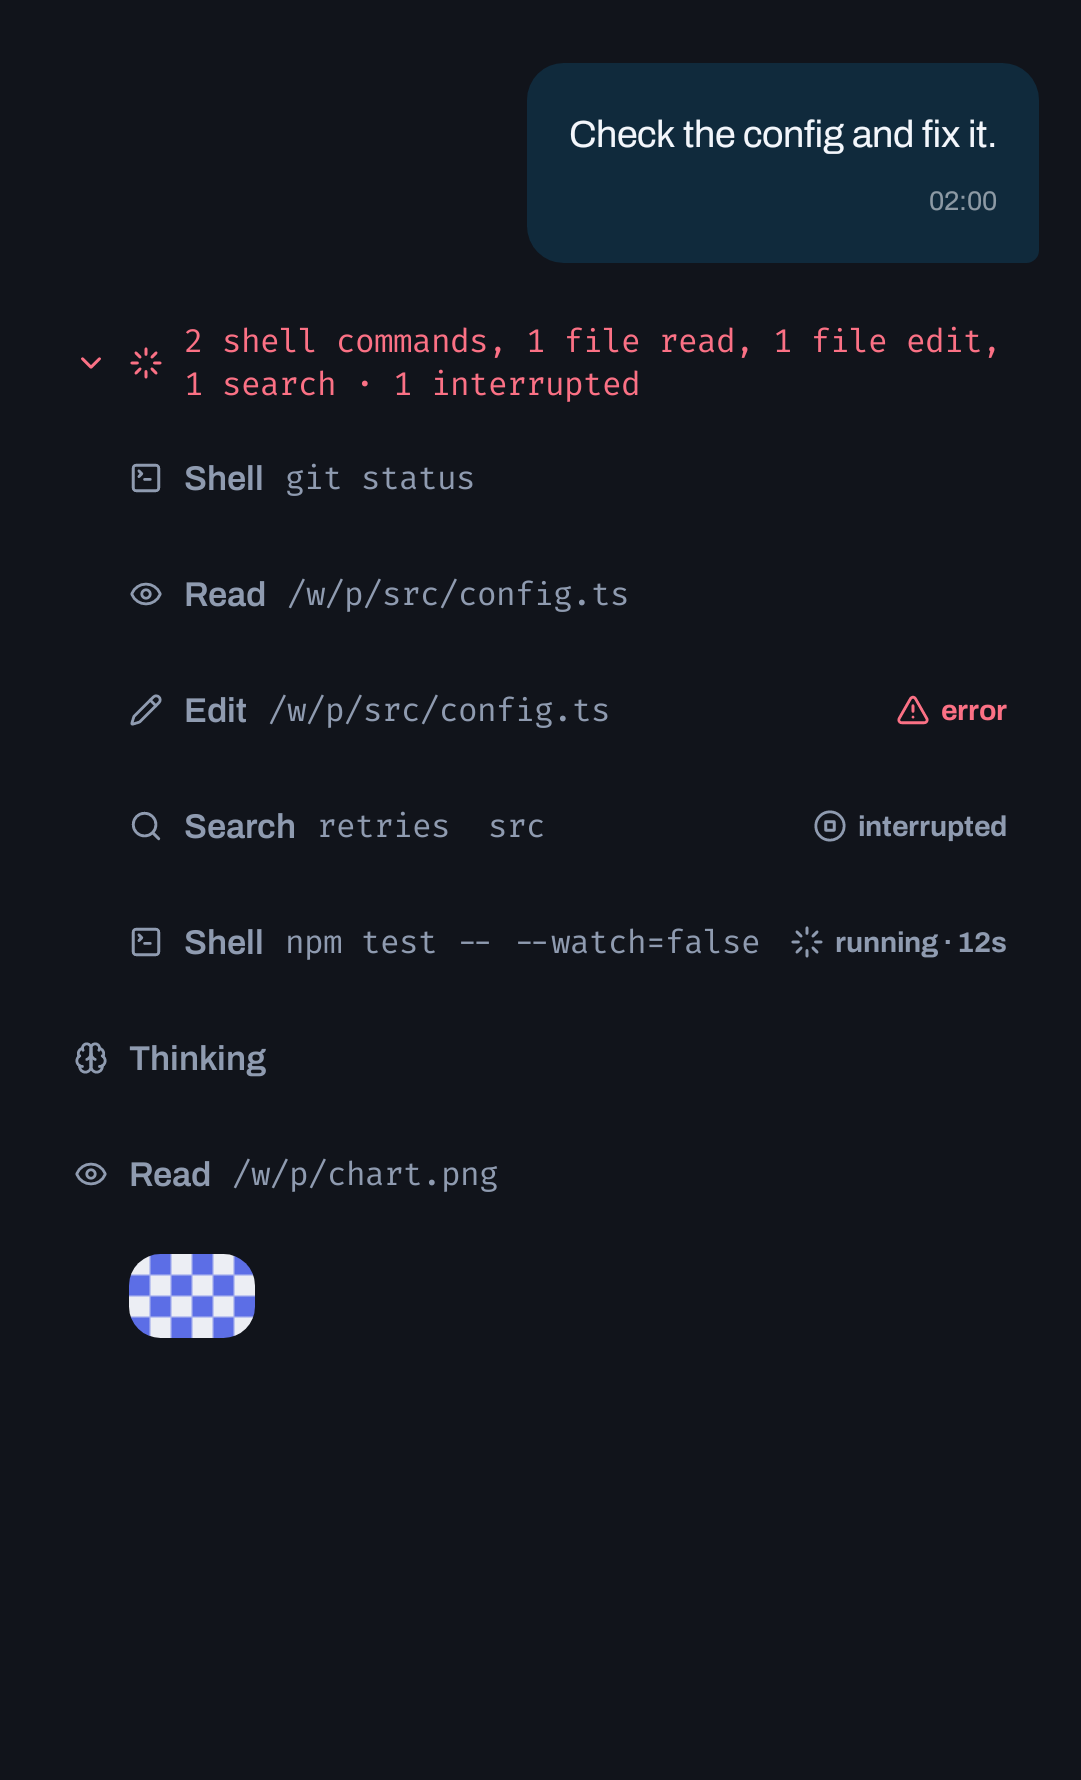 Check the config and fix it.
02:00
2 shell commands, 1 file read, 1 file edit,
1 search · 1 interrupted
Shell git status
Read /w/p/src/config.ts
Edit /w/p/src/config.ts error
Search retries  src interrupted
Shell npm test -- --watch=false running · 12s
Thinking
Read /w/p/chart.png